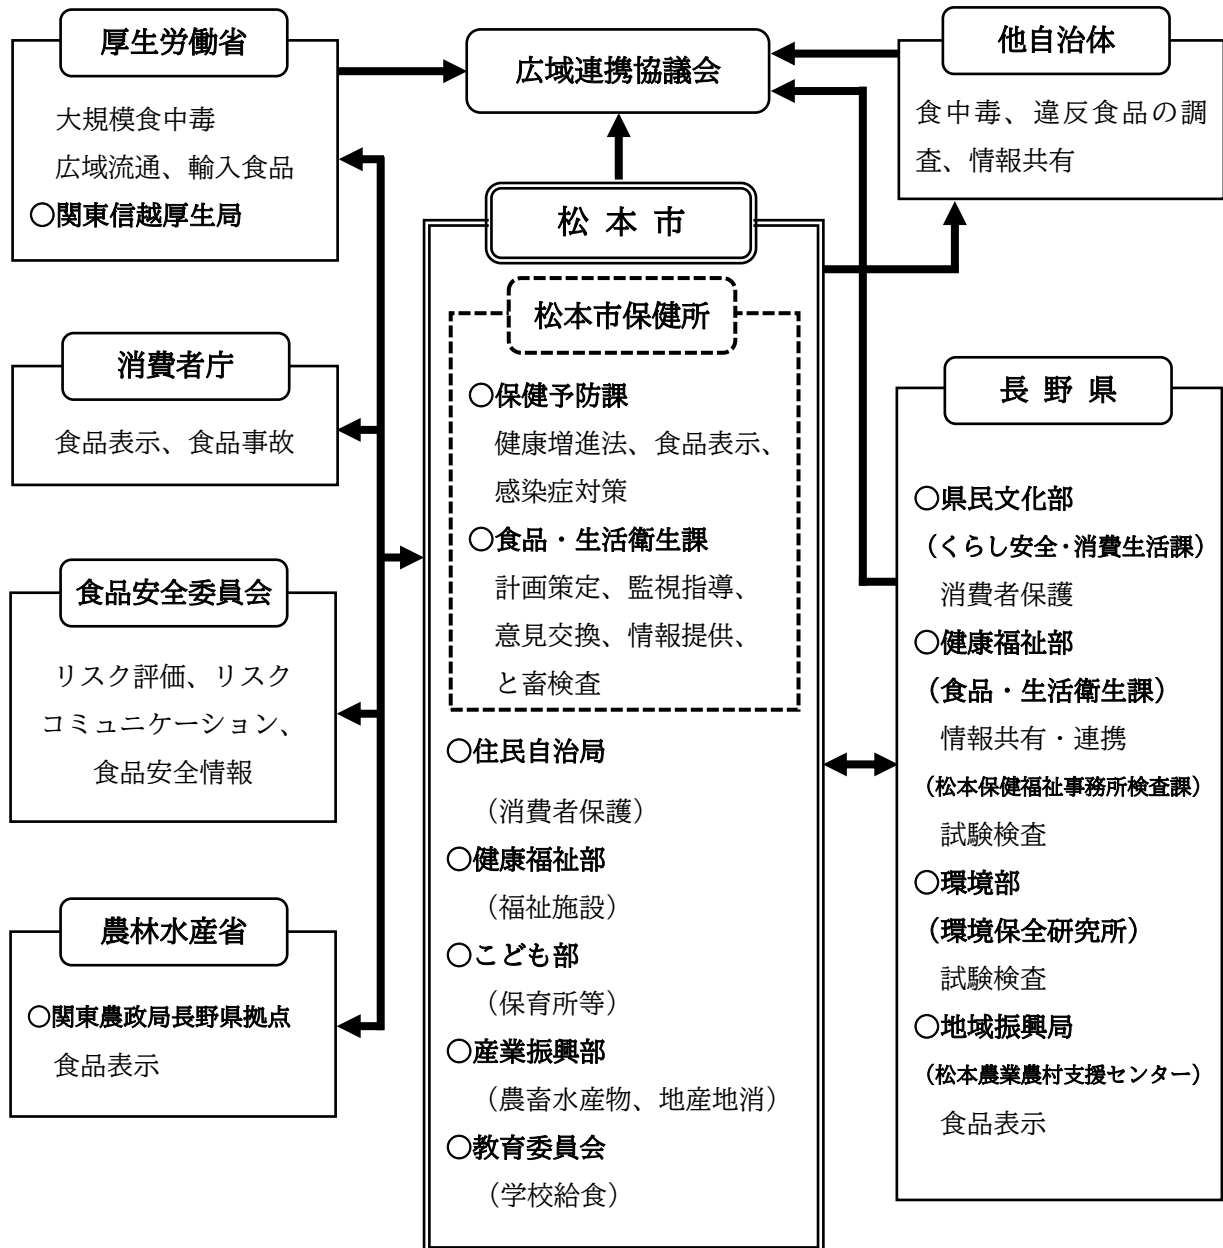 厚生労働省
大規模食中毒
広域流通、輸入食品
○関東信越厚生局
広域連携協議会
他自治体
食中毒、違反食品の調
査、情報共有
消費者庁
食品表示、食品事故
食品安全委員会
リスク評価、リスク
コミュニケーション、
食品安全情報
農林水産省
○関東農政局長野県拠点
食品表示
松本市
松本市保健所
○保健予防課
健康増進法、食品表示、
感染症対策
○食品・生活衛生課
計画策定、監視指導、
意見交換、情報提供、
と畜検査
○住民自治局
（消費者保護）
○健康福祉部
（福祉施設）
○こども部
（保育所等）
○産業振興部
（農畜水産物、地産地消）
○教育委員会
（学校給食）
長野県
○県民文化部
（くらし安全・消費生活課）
消費者保護
○健康福祉部
（食品・生活衛生課）
情報共有・連携
（松本保健福祉事務所検査課）
試験検査
○環境部
（環境保全研究所）
試験検査
○地域振興局
（松本農業農村支援センター）
食品表示